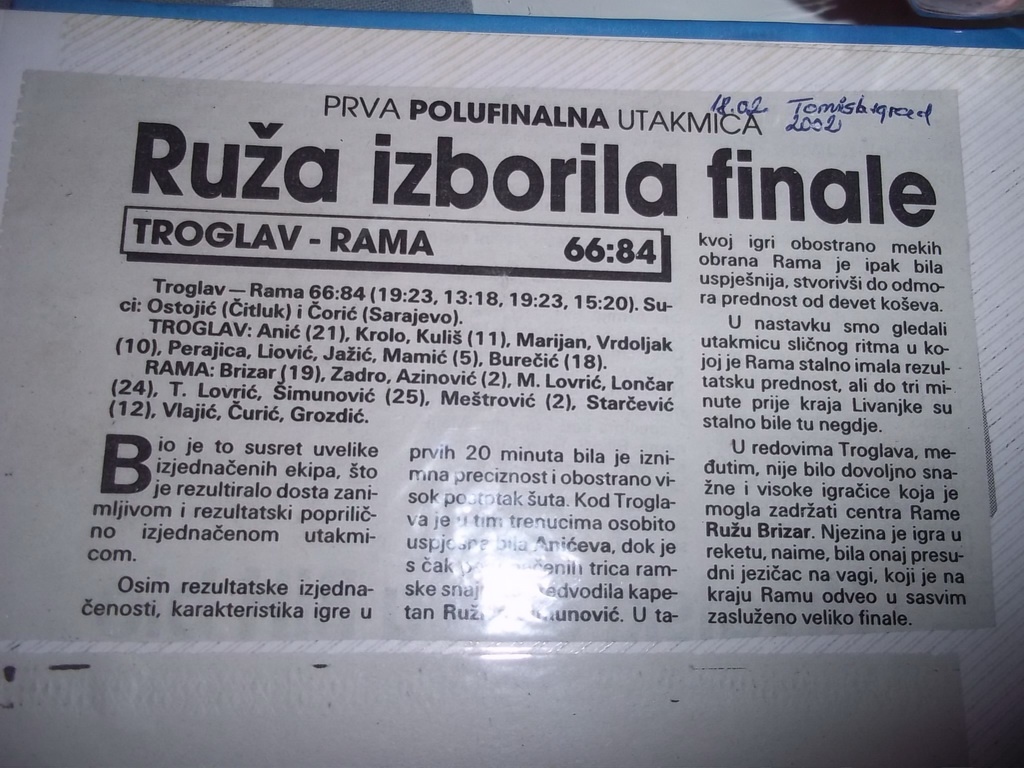 PRVA POLUFINALNA UTAKMICA
18.02 Tomislavgrad
2002
Ruža izborila finale
TROGLAV - RAMA 66:84
Troglav — Rama 66:84 (19:23, 13:18, 19:23, 15:20). Su-
ci: Ostojić (Čitluk) i Ćorić (Sarajevo).
TROGLAV: Anić (21), Krolo, Kuliš (11), Marijan, Vrdoljak
(10), Perajica, Liović, Jažić, Mamić (5), Burečić (18).
RAMA: Brizar (19), Zadro, Azinović (2), M. Lovrić, Lončar
(24), T. Lovrić, Šimunović (25), Meštrović (2), Starčević
(12), Vlajić, Čurić, Grozdić.
Bio je to susret uvelike
izjednačenih ekipa, što
je rezultiralo dosta zani-
mljivom i rezultatski poprilič-
no izjednačenom utakmi-
com.
Osim rezultatske izjedna-
čenosti, karakteristika igre u
prvih 20 minuta bila je izni-
mna preciznost i obostrano vi-
sok postotak šuta. Kod Trogla-
va je u tim trenucima osobito
uspješna bila Anićeva, dok je
s čak trica ram-
ske kape-
tan U ta-
kvoj igri obostrano mekih
obrana Rama je ipak bila
uspješnija, stvorivši do odmo-
ra prednost od devet koševa.
U nastavku smo gledali
utakmicu sličnog ritma u ko-
joj je Rama stalno imala rezul-
tatsku prednost, ali do tri mi-
nute prije kraja Livanjke su
stalno bile tu negdje.
U redovima Troglava, me-
đutim, nije bilo dovoljno sna-
žne i visoke igračice koja je
mogla zadržati centra Rame
Ružu Brizar. Njezina je igra u
reketu, naime, bila onaj presu-
dni jezičac na vagi, koji je na
kraju Ramu odveo u sasvim
zasluženo veliko finale.